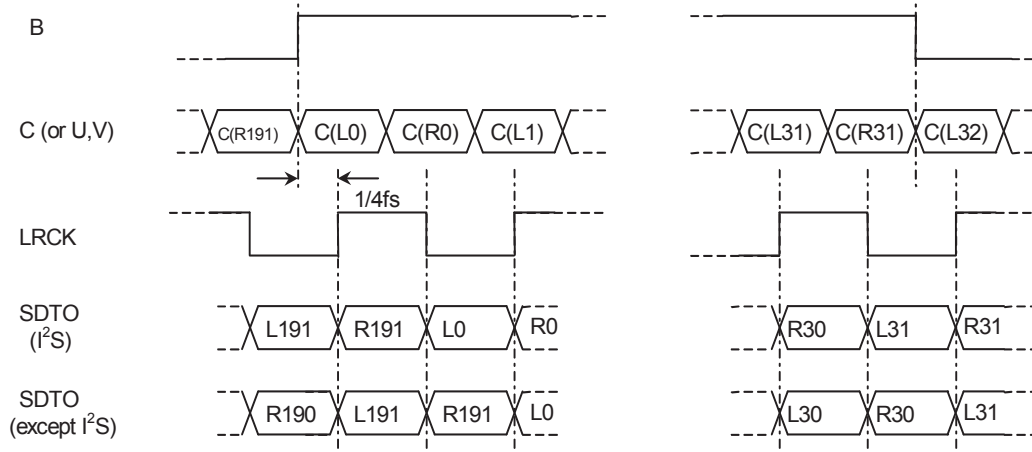 B
C (or U,V)
C(R191) C(L0) C(R0) C(L1) C(L31) C(R31) C(L32)
1/4fs
LRCK
SDTO
(I²S)
L191 R191 L0 R0 R30 L31 R31
SDTO
(except I²S)
R190 L191 R191 L0 L30 R30 L31